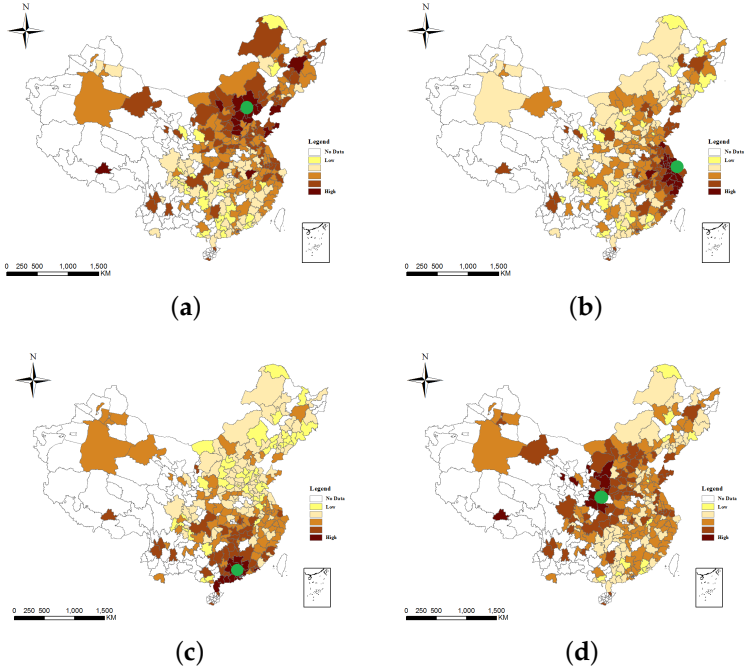 N
N
Legend
No Data
Low
High
Legend
No Data
Low
High
0 250 500 1,000 1,500
KM
0 250 500 1,000 1,500
KM
(a)
(b)
N
N
Legend
No Data
Low
High
Legend
No Data
Low
High
0 250 500 1,000 1,500
KM
0 250 500 1,000 1,500
KM
(c)
(d)